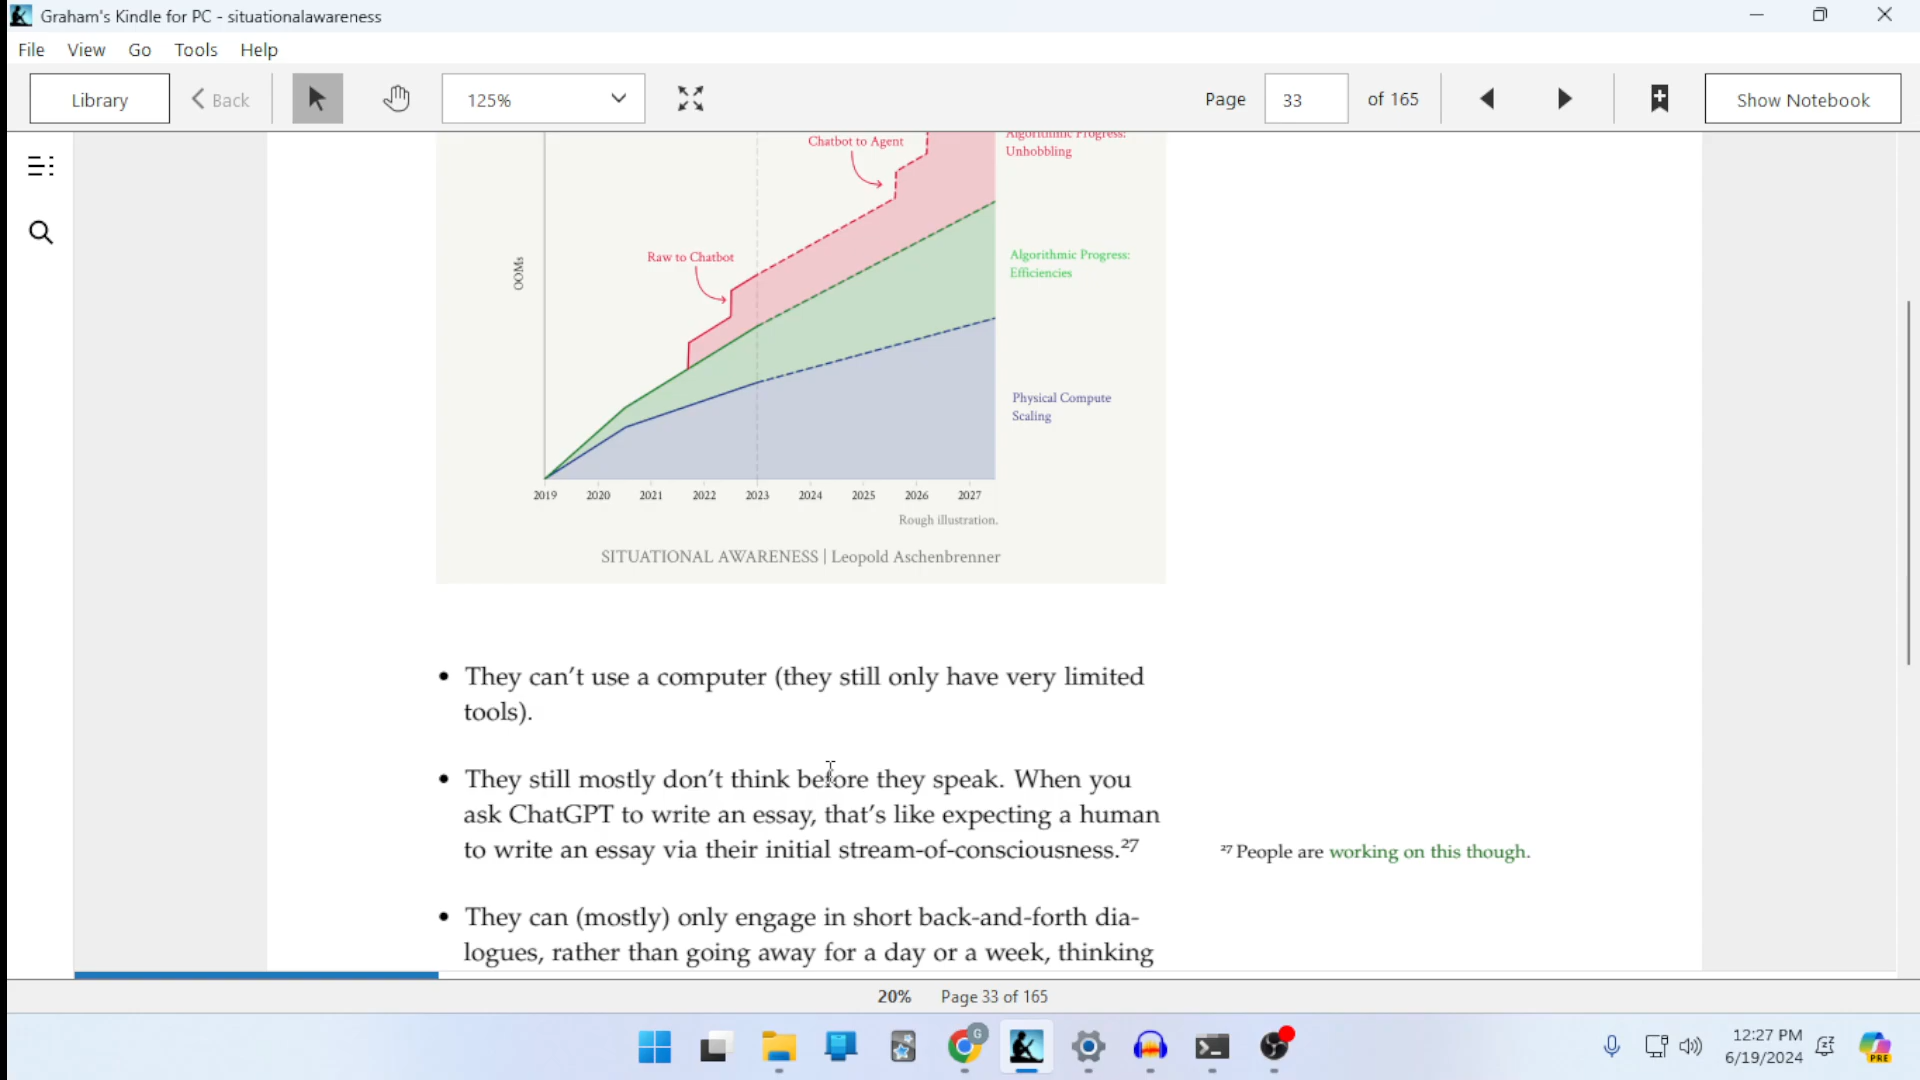 Graham's Kindle for PC - situationalawareness
File View Go Tools Help
Library Back 125% Page 33 of 165 Show Notebook
Chatbot to Agent
Algorithmic Progress:
Unhobbling
Raw to Chatbot
OOMs
Algorithmic Progress:
Efficiencies
Physical Compute
Scaling
2019 2020 2021 2022 2023 2024 2025 2026 2027
Rough illustration.
SITUATIONAL AWARENESS | Leopold Aschenbrenner
• They can't use a computer (they still only have very limited
tools).
• They still mostly don't think before they speak. When you
ask ChatGPT to write an essay, that's like expecting a human
to write an essay via their initial stream-of-consciousness.²⁷
²⁷ People are working on this though.
• They can (mostly) only engage in short back-and-forth dia-
logues, rather than going away for a day or a week, thinking
20% Page 33 of 165
G
12:27 PM
6/19/2024
PRE